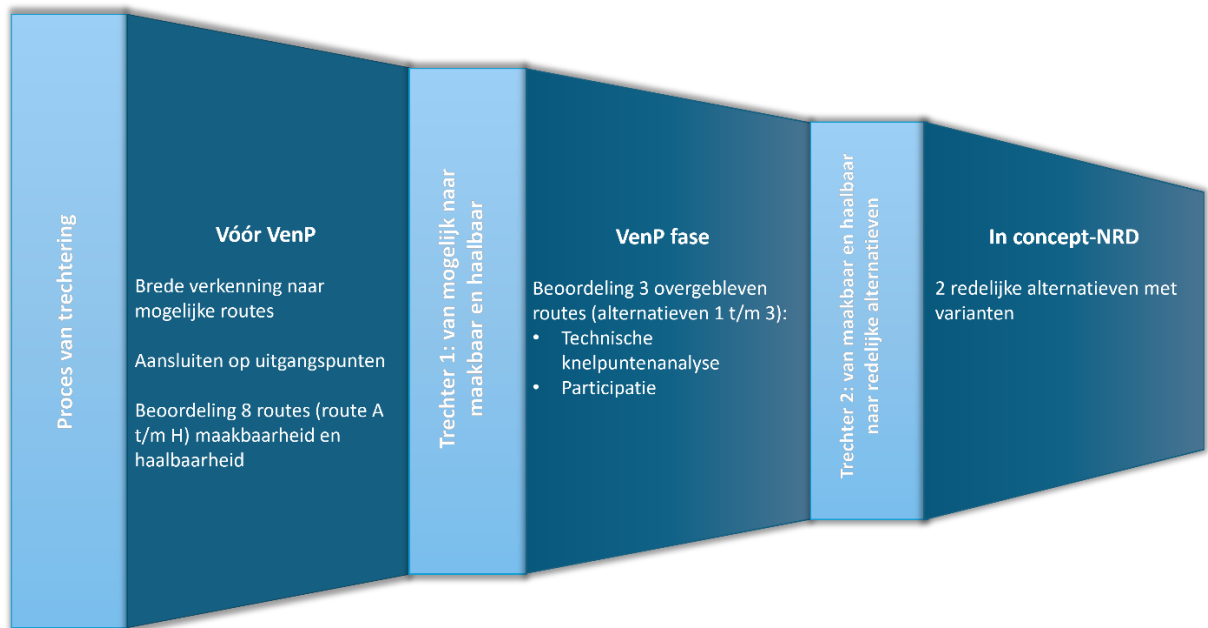 Proces van trechtering
Vóór VenP
Brede verkenning naar
mogelijke routes
Aansluiten op uitgangspunten
Beoordeling 8 routes (route A
t/m H) maakbaarheid en
haalbaarheid
Trechter 1: van mogelijk naar
maakbaar en haalbaar
VenP fase
Beoordeling 3 overgebleven
routes (alternatieven 1 t/m 3):
• Technische
knelpuntenanalyse
• Participatie
Trechter 2: van maakbaar en haalbaar
naar redelijke alternatieven
In concept-NRD
2 redelijke alternatieven met
varianten